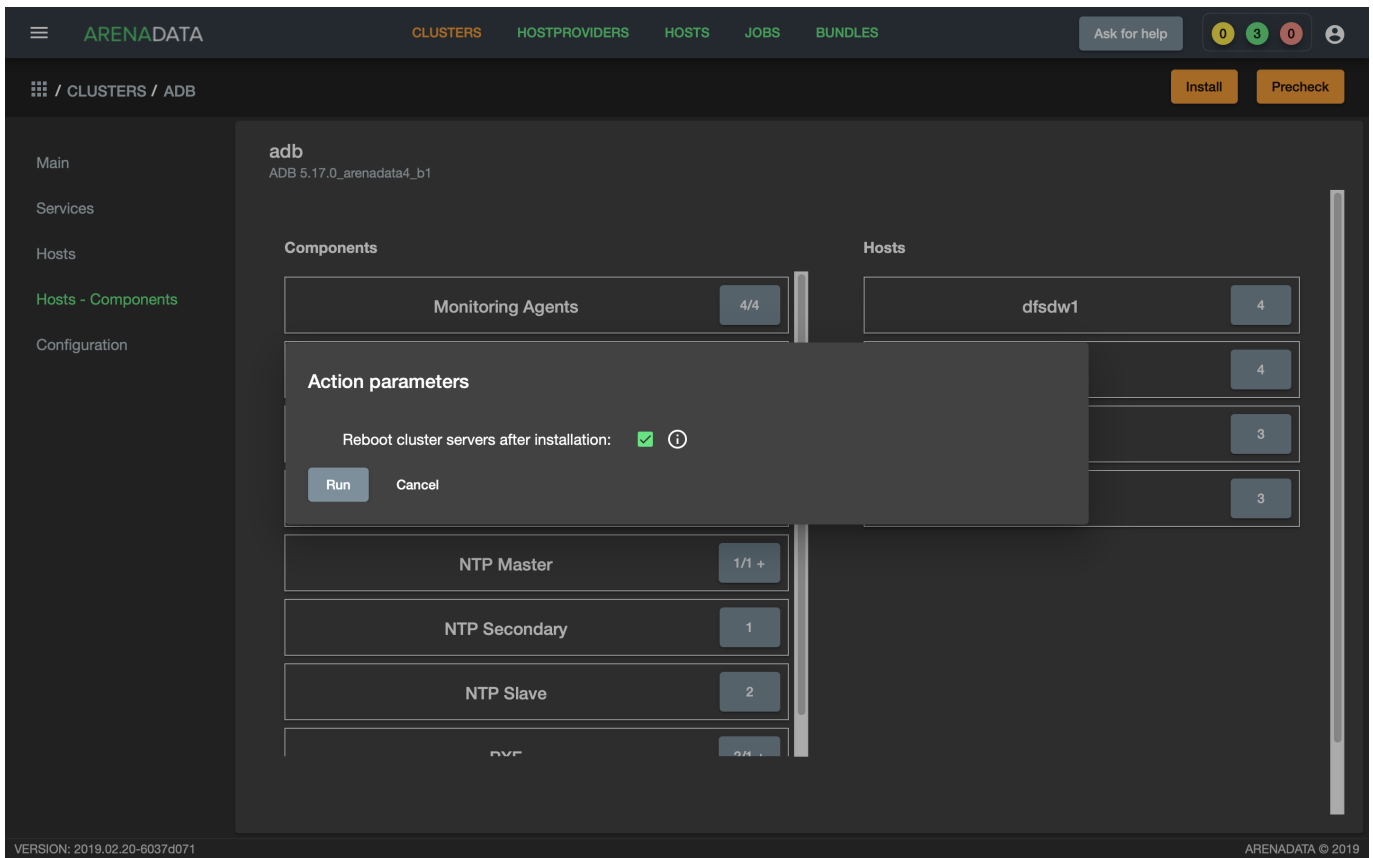 ARENADATA
CLUSTERS HOSTPROVIDERS HOSTS JOBS BUNDLES
Ask for help
0 3 0
/ CLUSTERS / ADB
Install Precheck
Main
Services
Hosts
Hosts - Components
Configuration
adb
ADB 5.17.0_arenadata4_b1
Components
Monitoring Agents 4/4
Action parameters
Reboot cluster servers after installation:
Run Cancel
NTP Master 1/1 +
NTP Secondary 1
NTP Slave 2
Hosts
dfsdw1 4
4
3
3
VERSION: 2019.02.20-6037d071
ARENADATA © 2019